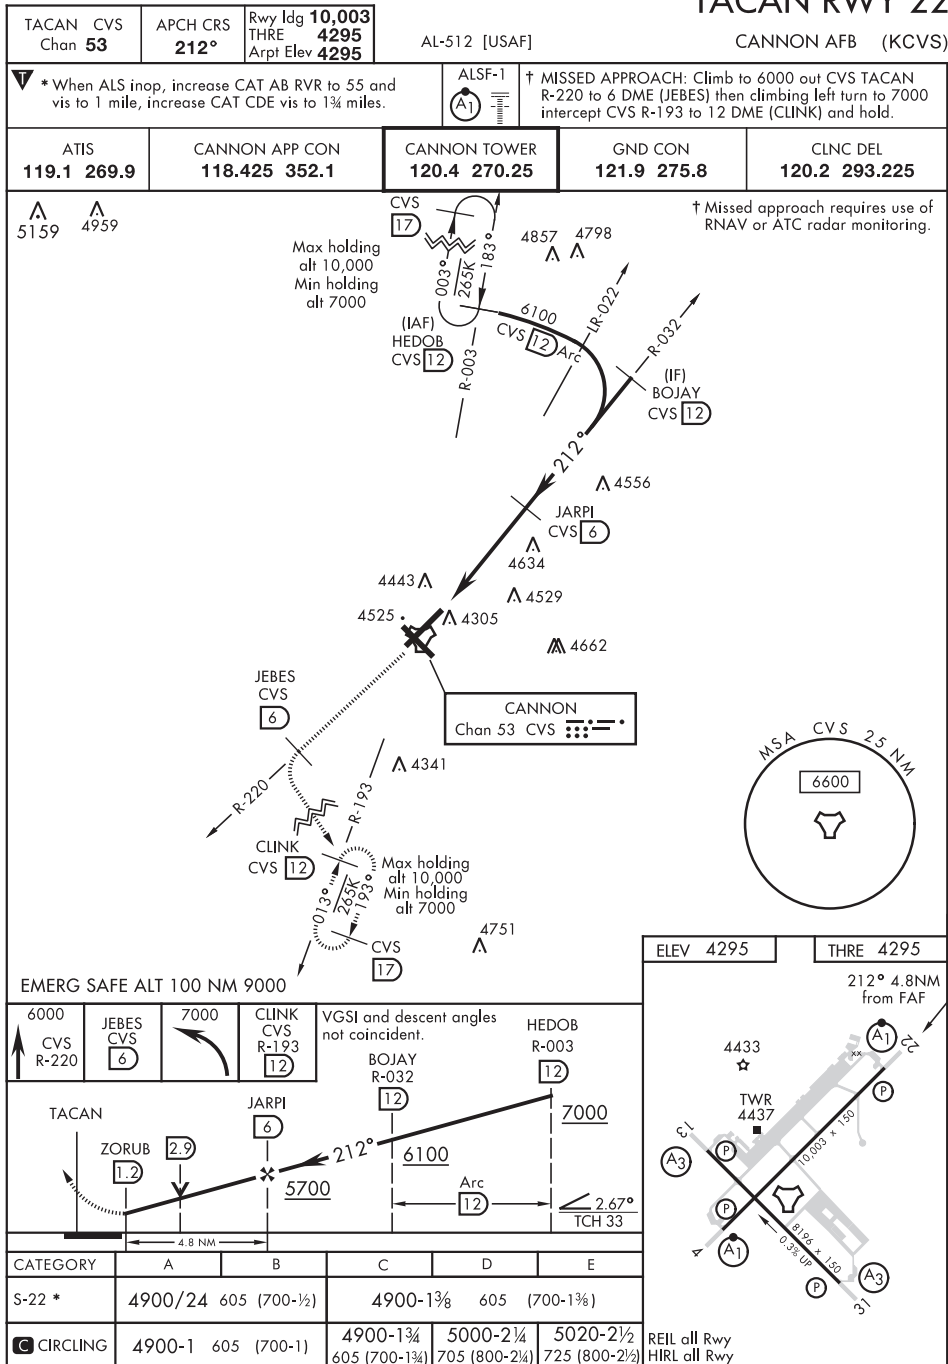 TACAN RWY 22
TACAN CVS
Chan 53
APCH CRS
212°
Rwy ldg 10,003
THRE 4295
Arpt Elev 4295
AL-512 [USAF]
CANNON AFB (KCVS)
T
* When ALS inop, increase CAT AB RVR to 55 and
vis to 1 mile, increase CAT CDE vis to 1¾ miles.
ALSF-1
A1
† MISSED APPROACH: Climb to 6000 out CVS TACAN
R-220 to 6 DME (JEBES) then climbing left turn to 7000
intercept CVS R-193 to 12 DME (CLINK) and hold.
ATIS
119.1 269.9
CANNON APP CON
118.425 352.1
CANNON TOWER
120.4 270.25
GND CON
121.9 275.8
CLNC DEL
120.2 293.225
5159
4959
CVS
17
† Missed approach requires use of
RNAV or ATC radar monitoring.
Max holding
alt 10,000
Min holding
alt 7000
003°
265K
183°
4857
4798
(IAF)
HEDOB
CVS 12
R-003
6100
CVS 12 Arc
LR-022
R-032
(IF)
BOJAY
CVS 12
212°
4556
JARPI
CVS 6
4634
4443
4529
4525
4305
4662
JEBES
CVS
6
CANNON
Chan 53 CVS
4341
R-220
R-193
CLINK
CVS 12
Max holding
alt 10,000
Min holding
alt 7000
013°
265K
193°
CVS
17
4751
MSA CVS 25 NM
6600
EMERG SAFE ALT 100 NM 9000
ELEV 4295
THRE 4295
212° 4.8NM
from FAF
6000
CVS
R-220
JEBES
CVS
6
7000
CLINK
CVS
R-193
12
VGSI and descent angles
not coincident.
HEDOB
R-003
12
BOJAY
R-032
12
JARPI
6
TACAN
ZORUB
1.2
2.9
212°
7000
6100
5700
Arc
12
2.67°
TCH 33
4.8 NM
A1
22
4433
TWR
4437
P
13
A3
P
10,003 x 150
P
4
A1
8196 x 150
0.3% UP
P
A3
31
REIL all Rwy
HIRL all Rwy
CATEGORY A B C D E
S-22 * 4900/24 605 (700-½) 4900-1⅜ 605 (700-1⅜)
C CIRCLING 4900-1 605 (700-1) 4900-1¾ 5000-2¼ 5020-2½
605 (700-1¾) 705 (800-2¼) 725 (800-2½)